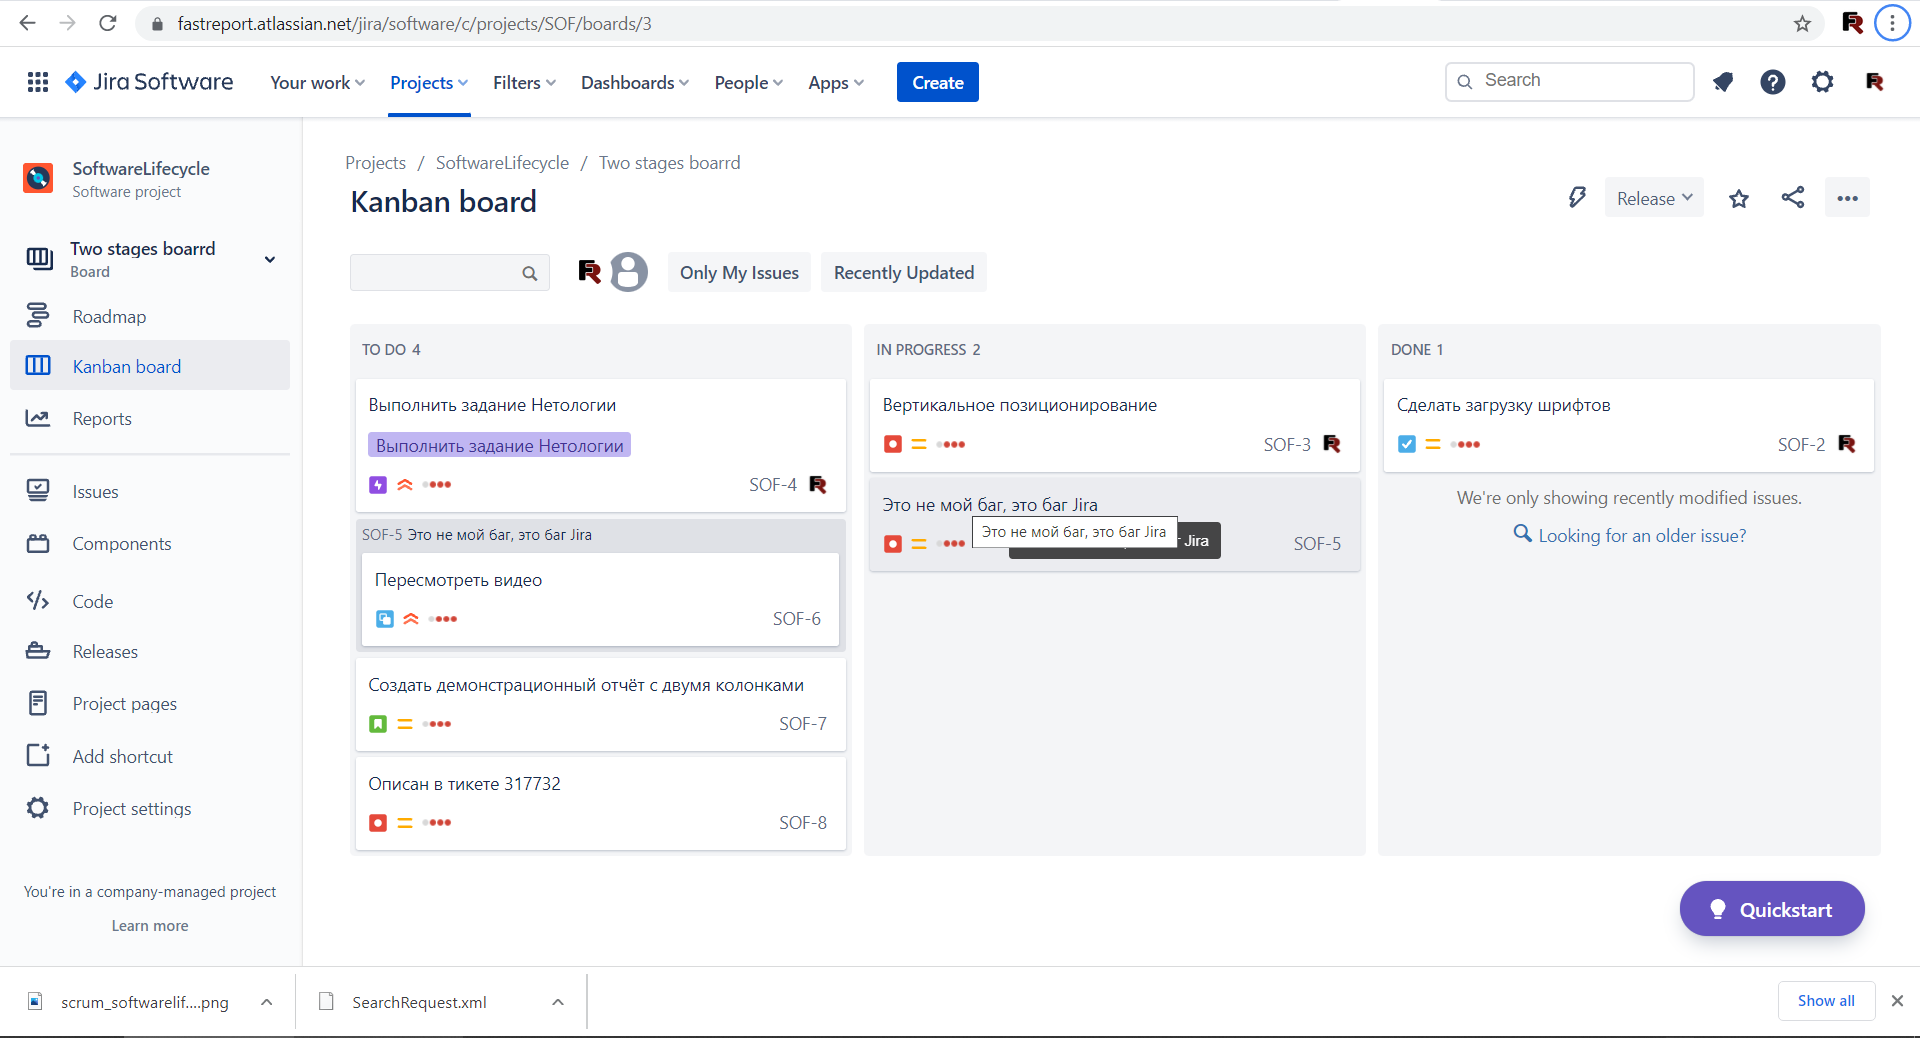 fastreport.atlassian.net/jira/software/c/projects/SOF/boards/3
Jira Software
Your work
Projects
Filters
Dashboards
People
Apps
Create
Search
SoftwareLifecycle
Software project
Two stages boarrd
Board
Roadmap
Kanban board
Reports
Issues
Components
Code
Releases
Project pages
Add shortcut
Project settings
You're in a company-managed project
Learn more
Projects / SoftwareLifecycle / Two stages boarrd
Kanban board
Release
Only My Issues
Recently Updated
TO DO 4
Выполнить задание Нетологии
Выполнить задание Нетологии
SOF-4
SOF-5 Это не мой баг, это баг Jira
Пересмотреть видео
SOF-6
Создать демонстрационный отчёт с двумя колонками
SOF-7
Описан в тикете 317732
SOF-8
IN PROGRESS 2
Вертикальное позиционирование
SOF-3
Это не мой баг, это баг Jira
Это не мой баг, это баг Jira
Jira
SOF-5
DONE 1
Сделать загрузку шрифтов
SOF-2
We're only showing recently modified issues.
Looking for an older issue?
Quickstart
scrum_softwarelif....png
SearchRequest.xml
Show all